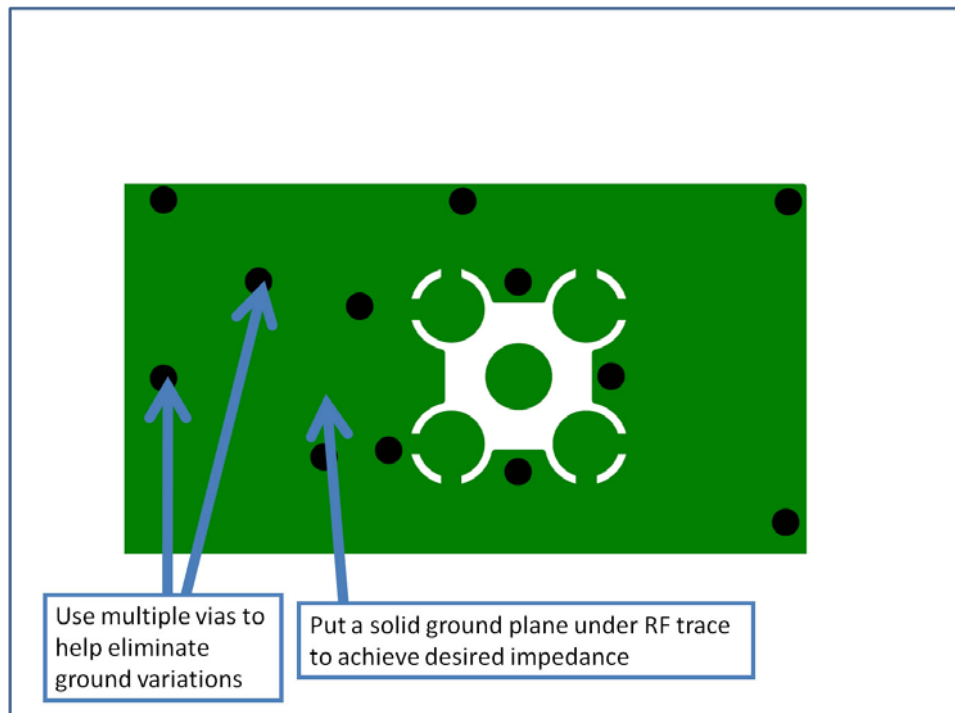 Use multiple vias to
help eliminate
ground variations
Put a solid ground plane under RF trace
to achieve desired impedance